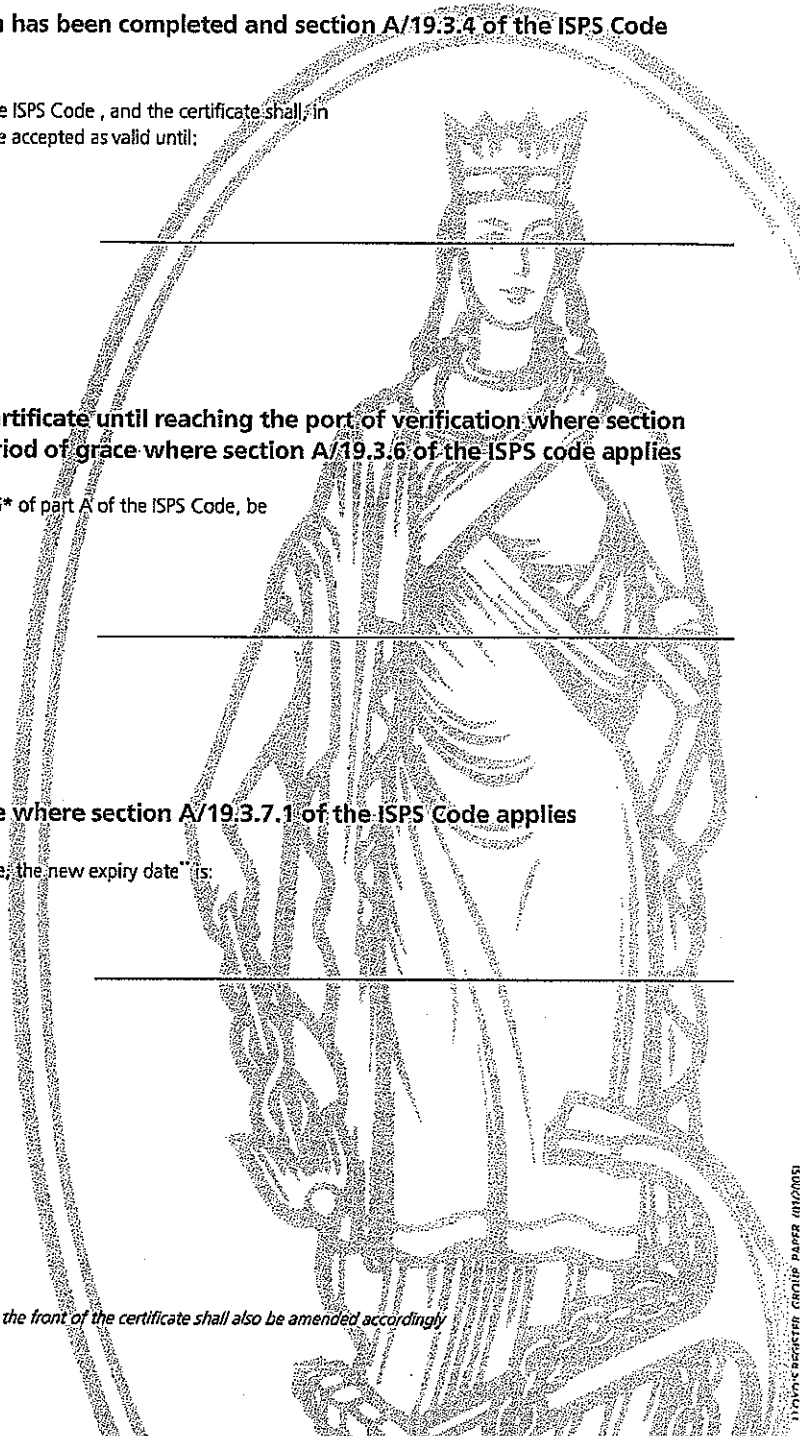 has been completed and section A/19.3.4 of the ISPS Code
e ISPS Code , and the certificate shall, in
e accepted as valid until:
rtificate until reaching the port of verification where section
riod of grace where section A/19.3.6 of the ISPS code applies
* of part A of the ISPS Code, be
e where section A/19.3.7.1 of the ISPS Code applies
e, the new expiry date** is:
the front of the certificate shall also be amended accordingly
LLOYD'S REGISTER GROUP PAPER (01/2005)